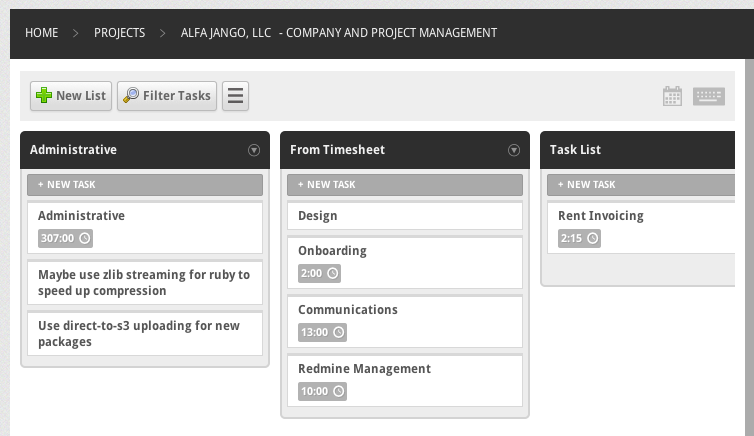 HOME
PROJECTS
ALFA JANGO, LLC - COMPANY AND PROJECT MANAGEMENT
New List
Filter Tasks
Administrative
+ NEW TASK
Administrative
307:00
Maybe use zlib streaming for ruby to
speed up compression
Use direct-to-s3 uploading for new
packages
From Timesheet
+ NEW TASK
Design
Onboarding
2:00
Communications
13:00
Redmine Management
10:00
Task List
+ NEW TASK
Rent Invoicing
2:15